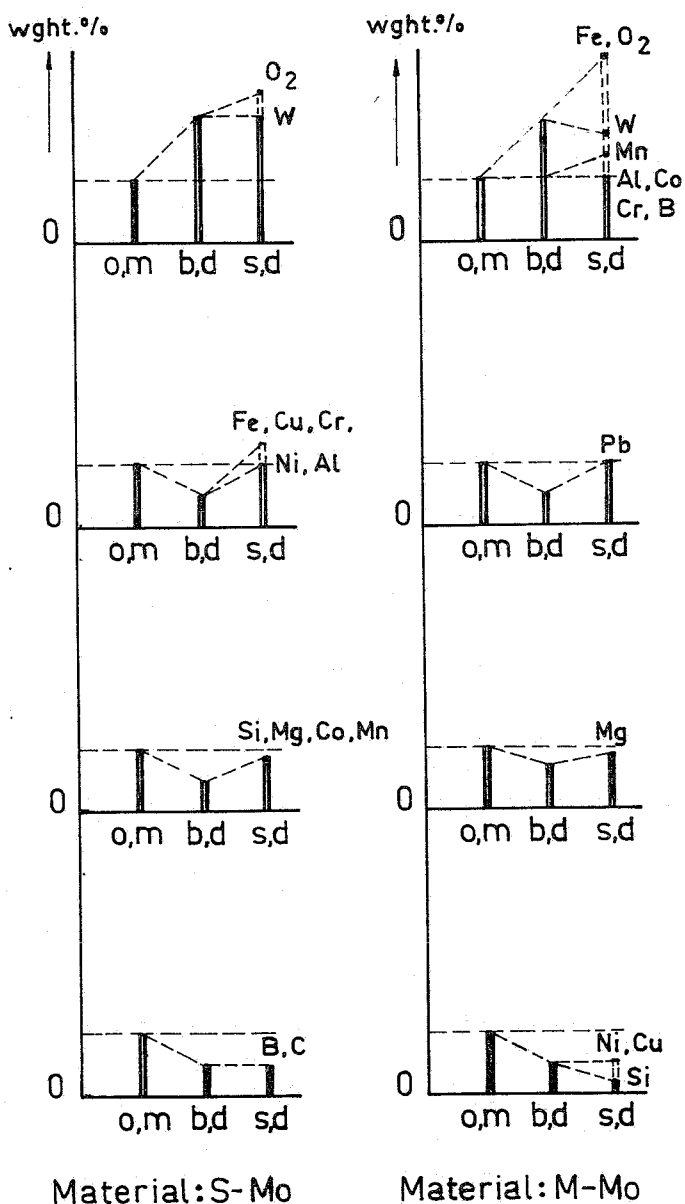 wght.%
O2
W
0
o,m b,d s,d
Fe,Cu,Cr,
Ni,Al
0
o,m b,d s,d
Si,Mg,Co,Mn
0
o,m b,d s,d
B,C
0
o,m b,d s,d
Material:S-Mo
wght.%
Fe,O2
W
Mn
Al,Co
Cr,B
0
o,m b,d s,d
Pb
0
o,m b,d s,d
Mg
0
o,m b,d s,d
Ni,Cu
Si
0
o,m b,d s,d
Material:M-Mo